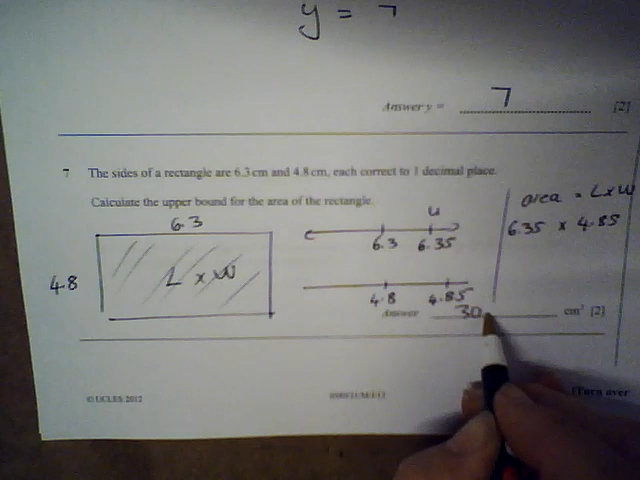 y = 7
Answer y = 7 [2]
7 The sides of a rectangle are 6.3 cm and 4.8 cm, each correct to 1 decimal place.
Calculate the upper bound for the area of the rectangle.
6.3
4.8
L x W
u
6.3 6.35
4.8 4.85
area = L x W
6.35 x 4.85
Answer 30 cm² [2]
© UCLES 2012
[Turn over